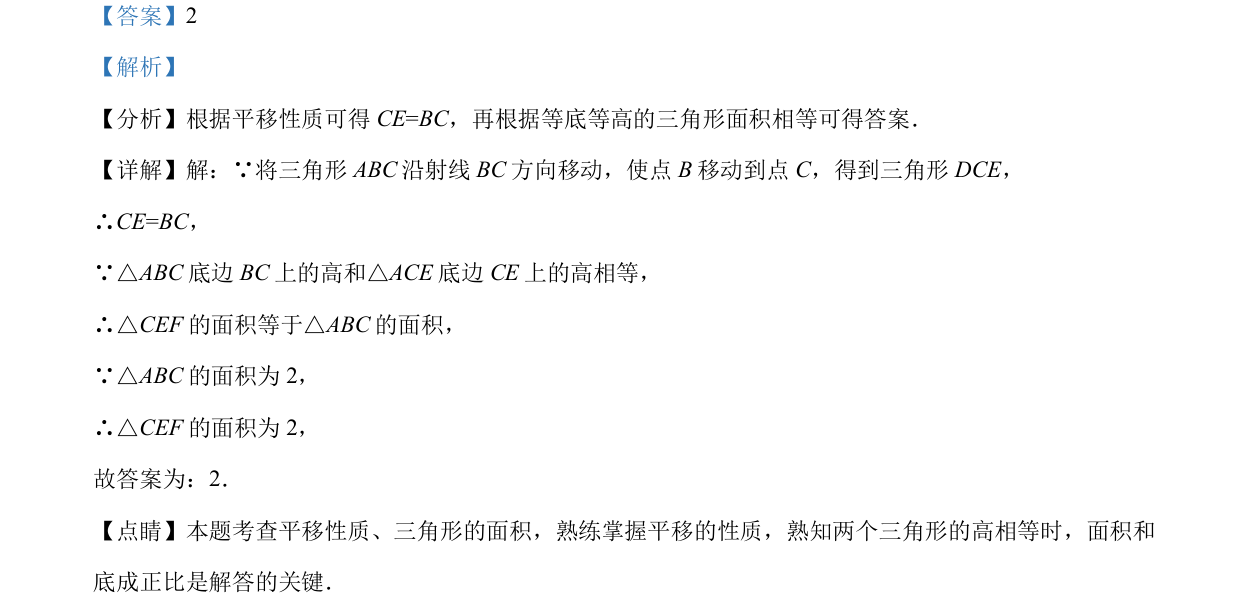 【答案】2
【解析】
【分析】根据平移性质可得 CE=BC，再根据等底等高的三角形面积相等可得答案．
【详解】解：∵将三角形 ABC 沿射线 BC 方向移动，使点 B 移动到点 C，得到三角形 DCE，
∴CE=BC，
∵△ABC 底边 BC 上的高和△ACE 底边 CE 上的高相等，
∴△CEF 的面积等于△ABC 的面积，
∵△ABC 的面积为 2，
∴△CEF 的面积为 2，
故答案为：2．
【点睛】本题考查平移性质、三角形的面积，熟练掌握平移的性质，熟知两个三角形的高相等时，面积和
底成正比是解答的关键．